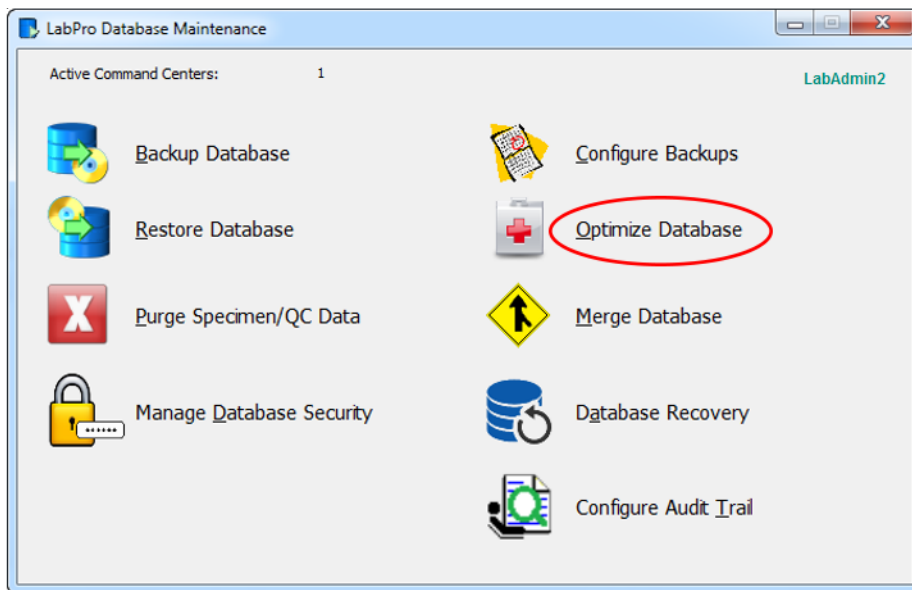 LabPro Database Maintenance
Active Command Centers: 1
LabAdmin2
Backup Database
Configure Backups
Restore Database
Optimize Database
Purge Specimen/QC Data
Merge Database
Manage Database Security
Database Recovery
Configure Audit Trail